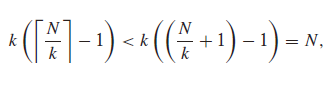 k(⌈N/k⌉ − 1) < k((N/k + 1) − 1) = N,